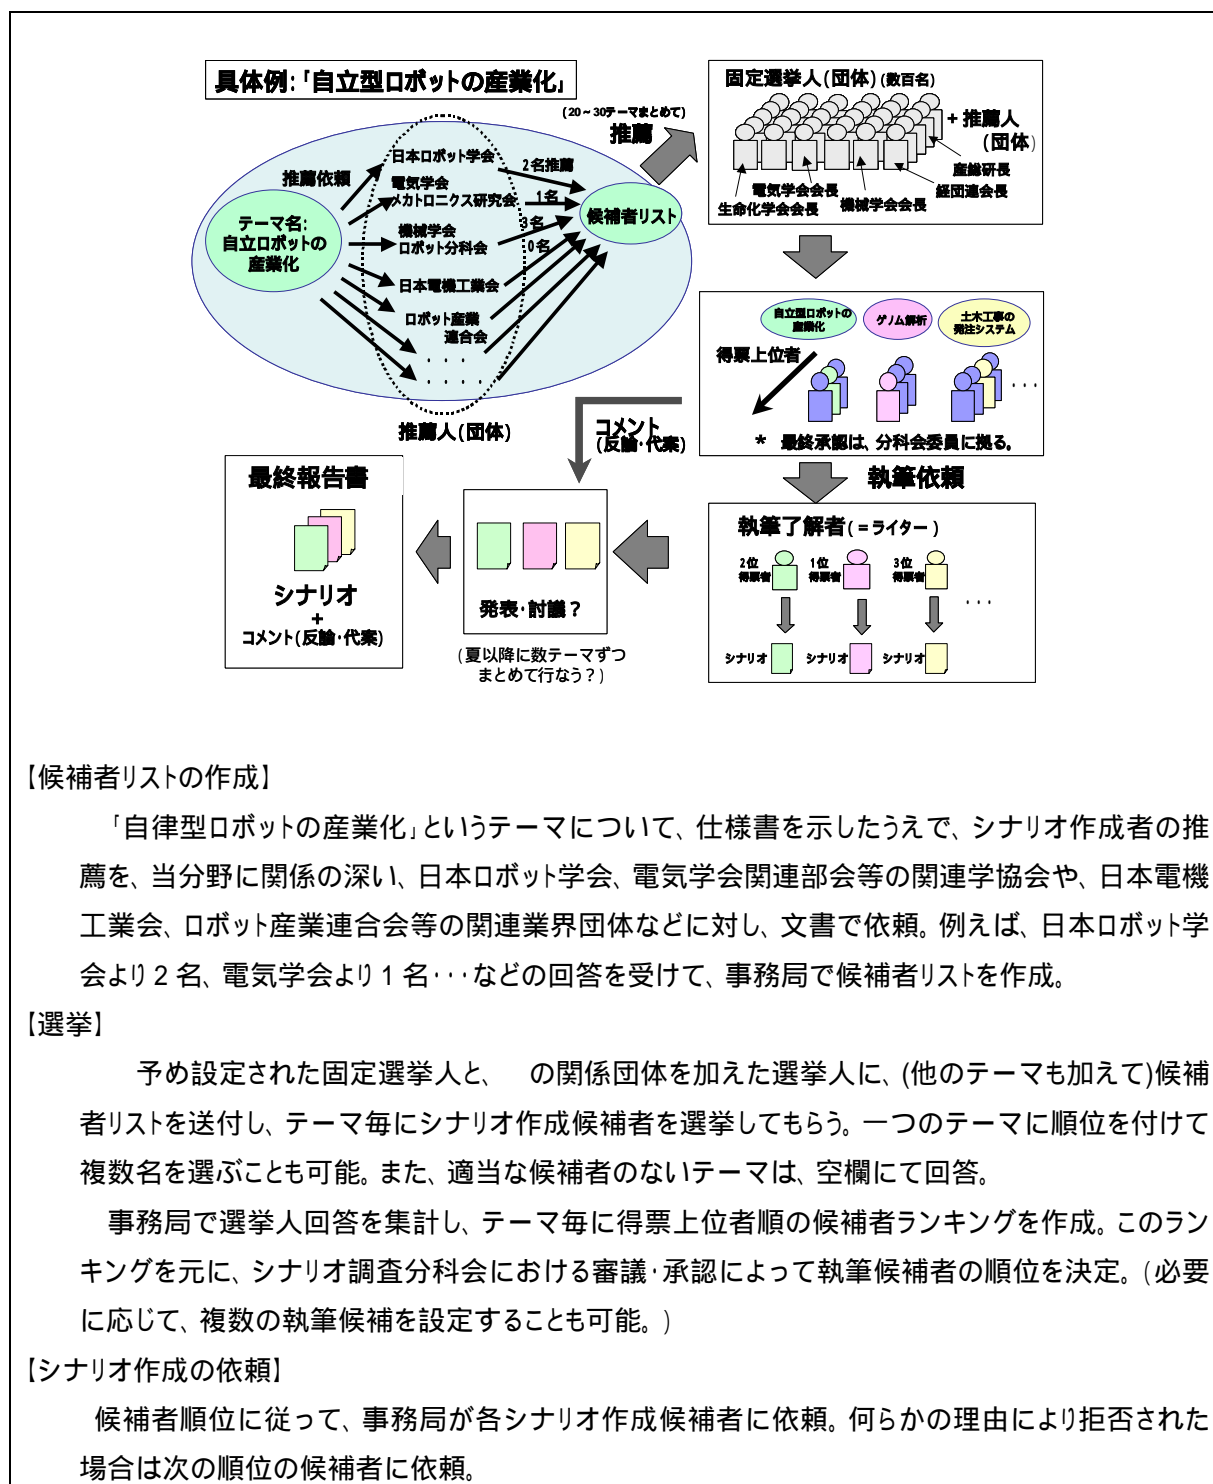 具体例:「自立型ロボットの産業化」
(20~30テーマまとめて)
推薦
推薦依頼
テーマ名:
自立ロボットの
産業化
日本ロボット学会
電気学会
メカトロニクス研究会
機械学会
ロボット分科会
日本電機工業会
ロボット産業
連合会
・・・
・・・・
2名推薦
1名
3名
0名
候補者リスト
推薦人(団体)
固定選挙人(団体)(数百名)
+推薦人
(団体)
産総研長
経団連会長
機械学会会長
電気学会会長
生命化学会会長
自立型ロボットの
産業化
ゲノム解析
土木工事の
発注システム
得票上位者
・・・
* 最終承認は、分科会委員に拠る。
コメント
(反論・代案)
執筆依頼
執筆了解者(=ライター)
2位
得票者
1位
得票者
3位
得票者
・・・
シナリオ
シナリオ
シナリオ
発表・討議?
(夏以降に数テーマずつ
まとめて行なう?)
最終報告書
シナリオ
+
コメント(反論・代案)
【候補者リストの作成】
「自律型ロボットの産業化」というテーマについて、仕様書を示したうえで、シナリオ作成者の推
薦を、当分野に関係の深い、日本ロボット学会、電気学会関連部会等の関連学協会や、日本電機
工業会、ロボット産業連合会等の関連業界団体などに対し、文書で依頼。例えば、日本ロボット学
会より2名、電気学会より1名・・・などの回答を受けて、事務局で候補者リストを作成。
【選挙】
予め設定された固定選挙人と、 の関係団体を加えた選挙人に、(他のテーマも加えて)候補
者リストを送付し、テーマ毎にシナリオ作成候補者を選挙してもらう。一つのテーマに順位を付けて
複数名を選ぶことも可能。また、適当な候補者のないテーマは、空欄にて回答。
事務局で選挙人回答を集計し、テーマ毎に得票上位者順の候補者ランキングを作成。このラン
キングを元に、シナリオ調査分科会における審議・承認によって執筆候補者の順位を決定。(必要
に応じて、複数の執筆候補を設定することも可能。)
【シナリオ作成の依頼】
候補者順位に従って、事務局が各シナリオ作成候補者に依頼。何らかの理由により拒否された
場合は次の順位の候補者に依頼。